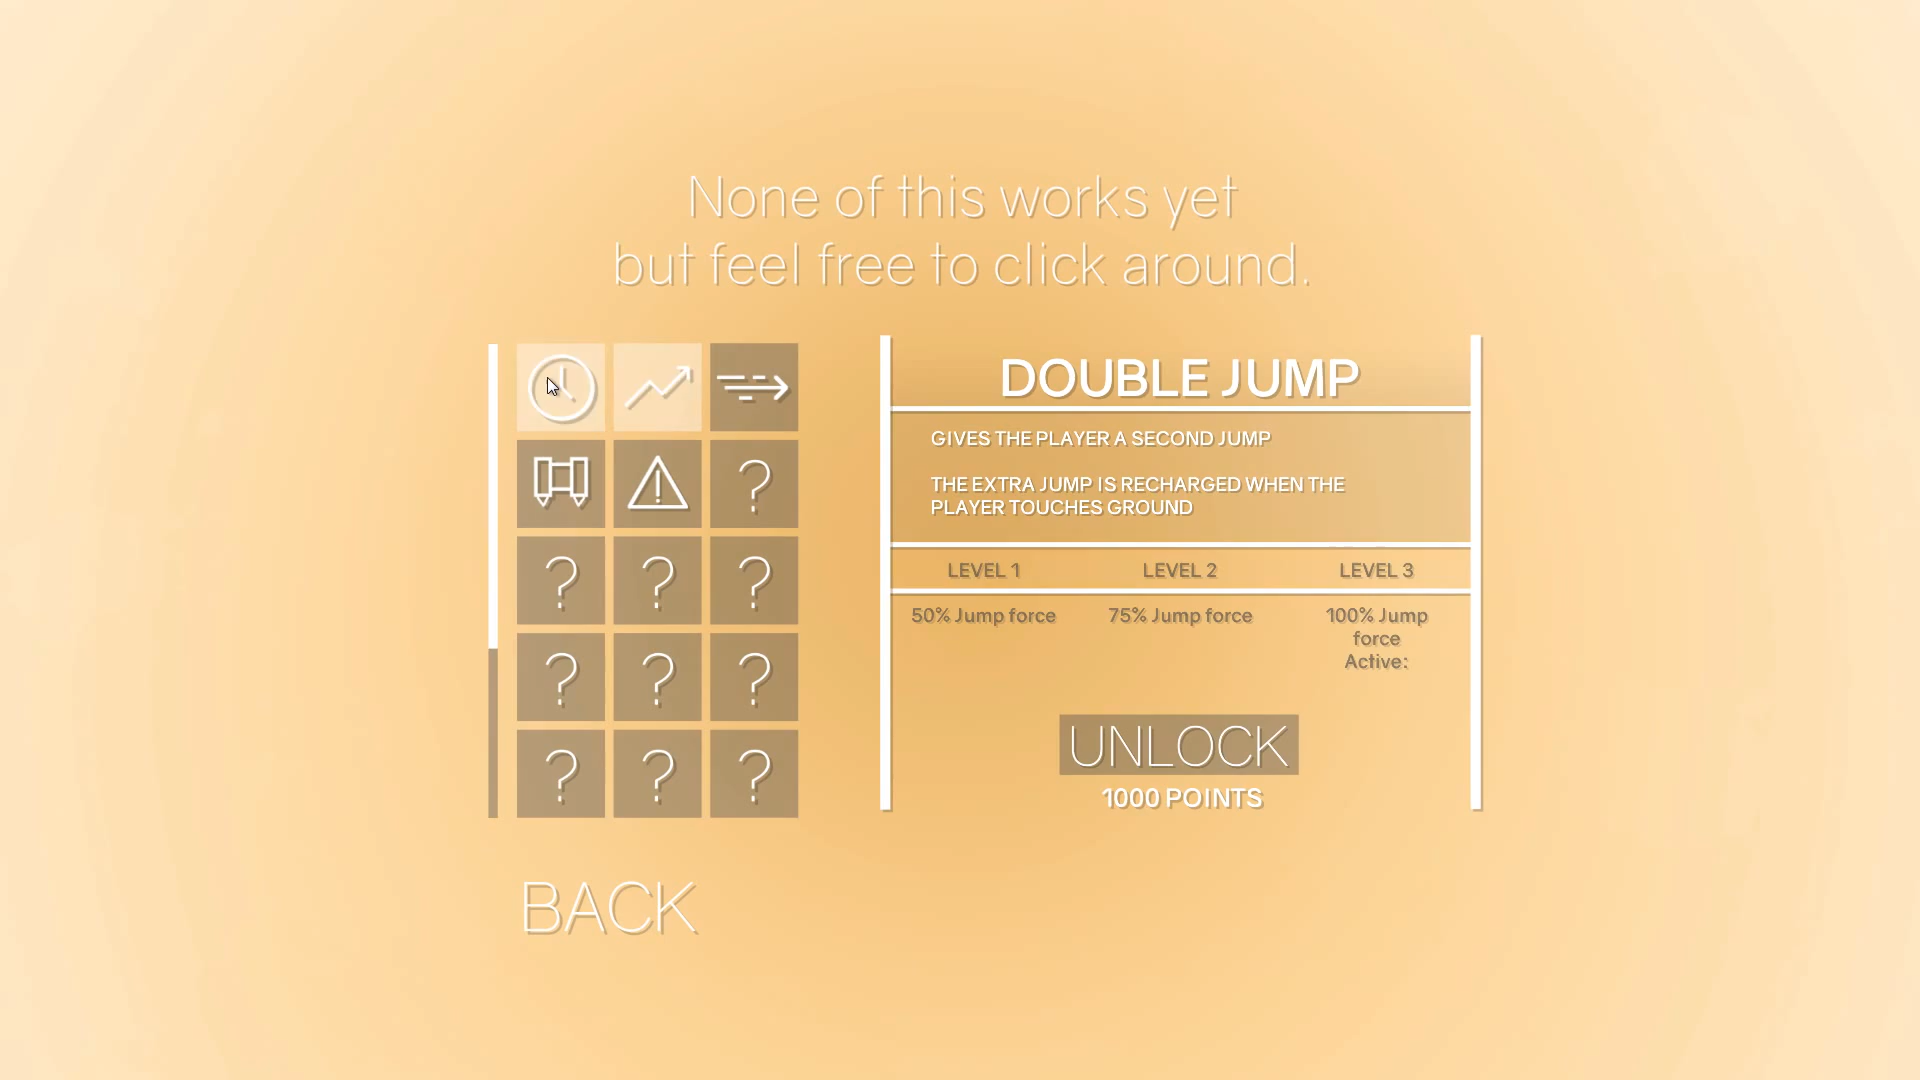 None of this works yet
but feel free to click around.
?
? ? ?
? ? ?
? ? ?
BACK
DOUBLE JUMP
GIVES THE PLAYER A SECOND JUMP
THE EXTRA JUMP IS RECHARGED WHEN THE
PLAYER TOUCHES GROUND
LEVEL 1 LEVEL 2 LEVEL 3
50% Jump force 75% Jump force 100% Jump
force
Active:
UNLOCK
1000 POINTS